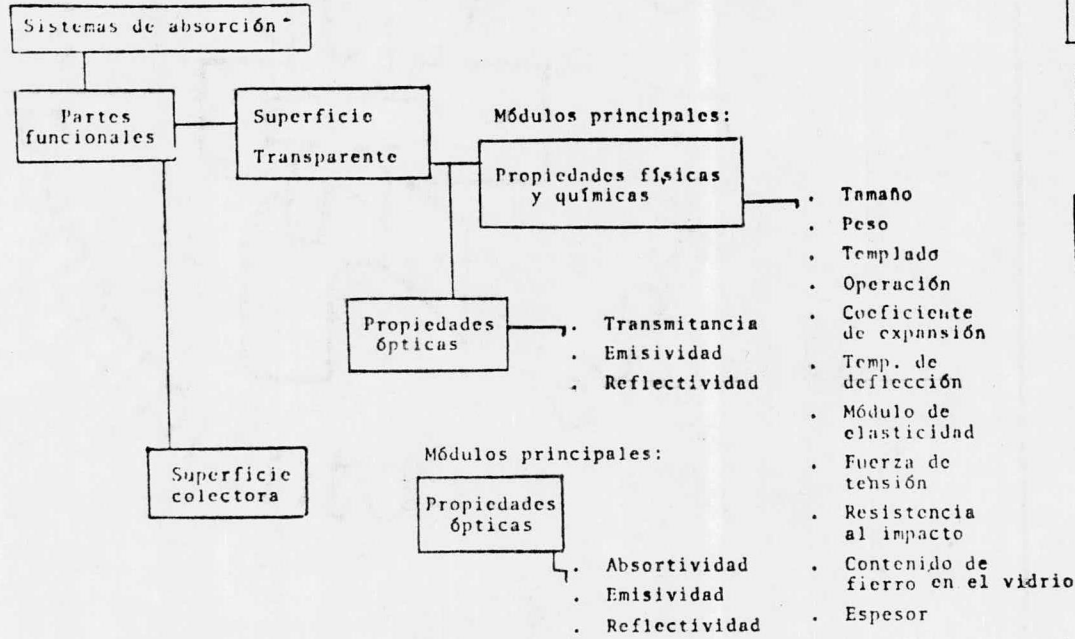 Sistemas de absorción
Partes
funcionales
Superficie
Transparente
Módulos principales:
Propiedades físicas
y químicas
. Tamaño
. Peso
. Templado
. Operación
. Coeficiente
de expansión
. Temp. de
deflección
. Módulo de
elasticidad
. Fuerza de
tensión
. Resistencia
al impacto
. Contenido de
fierro en el vidrio
. Espesor
Propiedades
ópticas
. Transmitancia
. Emisividad
. Reflectividad
Superficie
colectora
Módulos principales:
Propiedades
ópticas
. Absortividad
. Emisividad
. Reflectividad